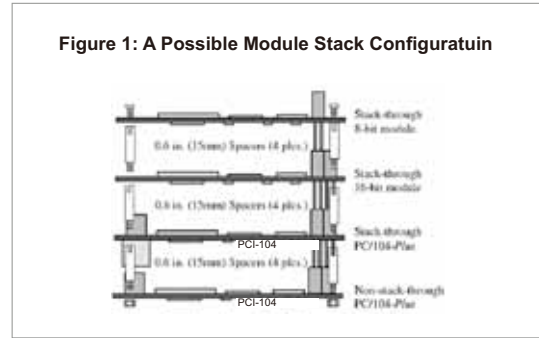 Figure 1: A Possible Module Stack Configuratuin
Stack-through
8-bit module
0.6 in. (15mm) Spacers (4 plcs.)
Stack-through
16-bit module
0.6 in. (15mm) Spacers (4 plcs.)
Stack-through
PC/104-Plus
PCI-104
0.6 in. (15mm) Spacers (4 plcs.)
Non-stack-through
PC/104-Plus
PCI-104